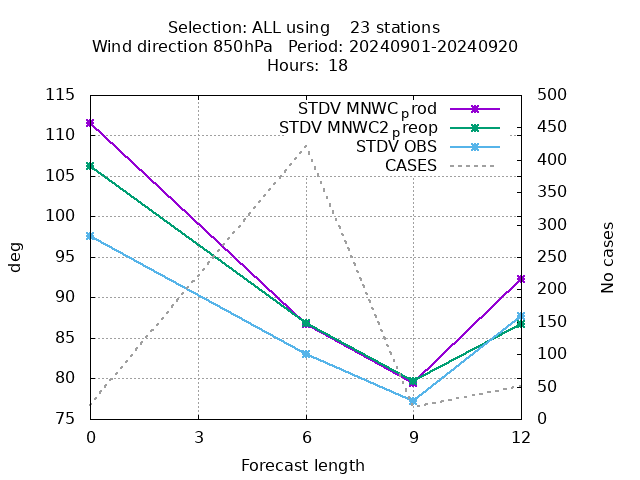 Selection: ALL using    23 stations
Wind direction 850hPa   Period: 20240901-20240920
Hours:  18
STDV MNWC_prod
STDV MNWC2_preop
STDV OBS
CASES
115
110
105
100
95
90
85
80
75
500
450
400
350
300
250
200
150
100
50
0
deg
No cases
0 3 6 9 12
Forecast length